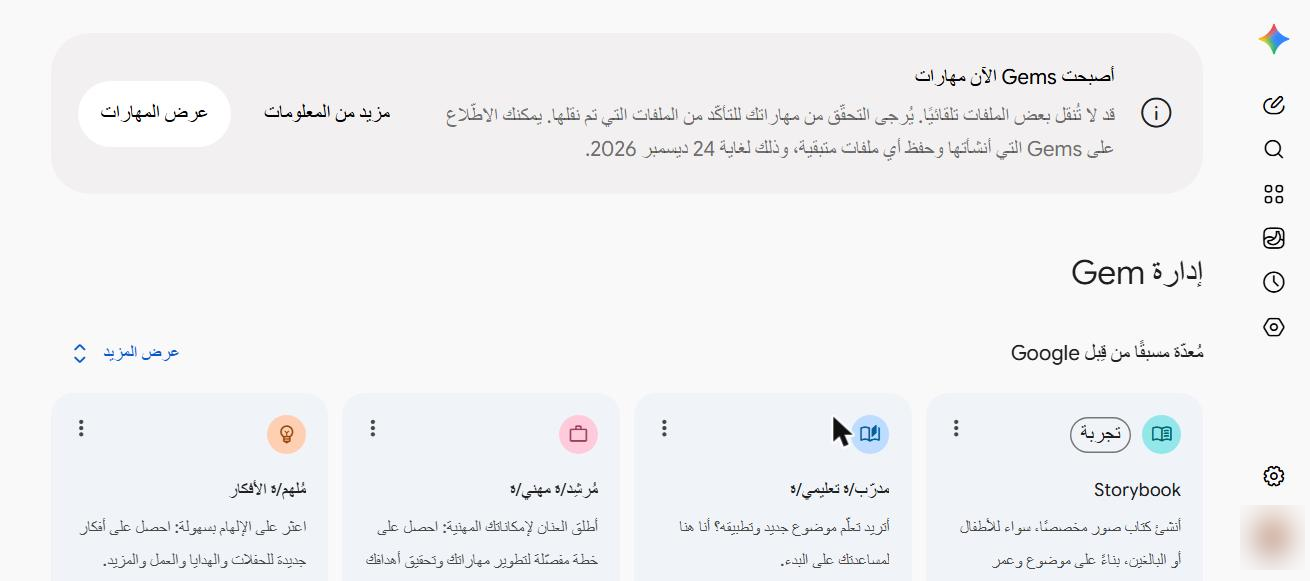 أصبحت Gems الآن مهارات
قد لا تُنقل بعض الملفات تلقائيًا. يُرجى التحقّق من مهاراتك للتأكّد من الملفات التي تم نقلها. يمكنك الاطّلاع
على Gems التي أنشأتها وحفظ أي ملفات متبقية، وذلك لغاية 24 ديسمبر 2026.
مزيد من المعلومات
عرض المهارات
إدارة Gem
مُعدّة مسبقًا من قِبل Google
عرض المزيد
تجربة
Storybook
أنشئ كتاب صور مخصصًا، سواء للأطفال
أو البالغين، بناءً على موضوع وعمر
مدرّب/ة تعليمي/ة
أتريد تعلّم موضوع جديد وتطبيقه؟ أنا هنا
لمساعدتك على البدء.
مُرشِد/ة مهني/ة
أطلق العنان لإمكاناتك المهنية: احصل على
خطة مفصّلة لتطوير مهاراتك وتحقيق أهدافك
مُلهم/ة الأفكار
اعثر على الإلهام بسهولة: احصل على أفكار
جديدة للحفلات والهدايا والعمل والمزيد.